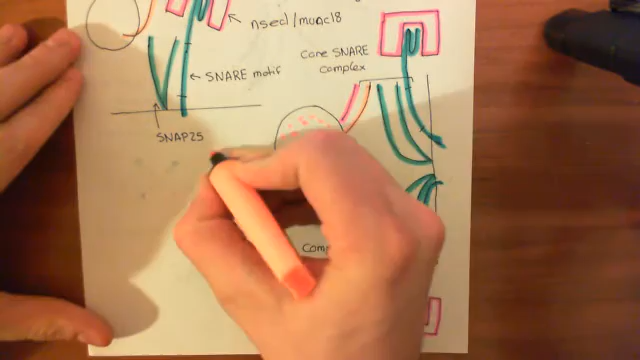 nsec1/munc18
Core SNARE
complex
SNARE motif
SNAP25